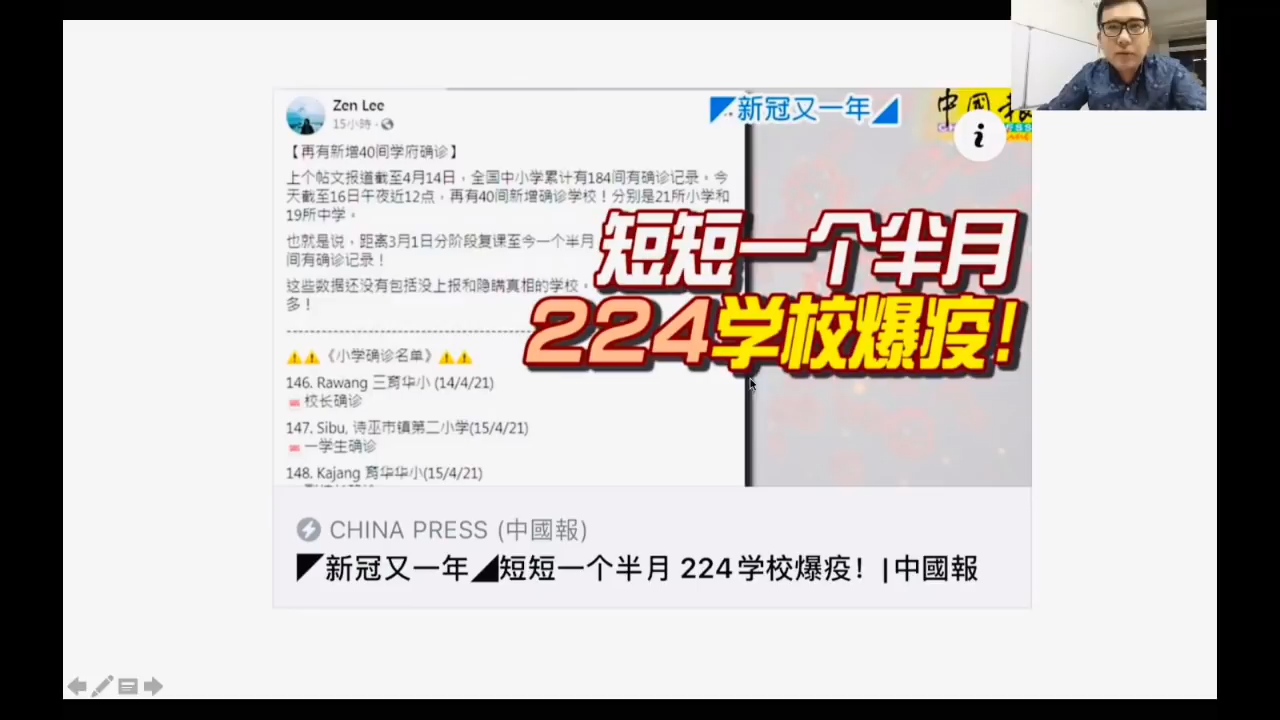 Zen Lee
15小時
新冠又一年
中國
【再有新增40间学府确诊】
上个帖文报道截至4月14日，全国中小学累计有184间有确诊记录。今
天截至16日午夜近12点，再有40间新增确诊学校！分别是21所小学和
19所中学。
也就是说，距离3月1日分阶段复课至今一个半月
间有确诊记录！
这些数据还没有包括没上报和隐瞒真相的学校，
多！
短短一个半月
224学校爆疫！
《小学确诊名单》
146. Rawang 三育华小 (14/4/21)
校长确诊
147. Sibu, 诗巫市镇第二小学(15/4/21)
一学生确诊
148. Kajang 育华华小(15/4/21)
CHINA PRESS (中國報)
◤新冠又一年◢短短一个半月 224学校爆疫！ | 中國報